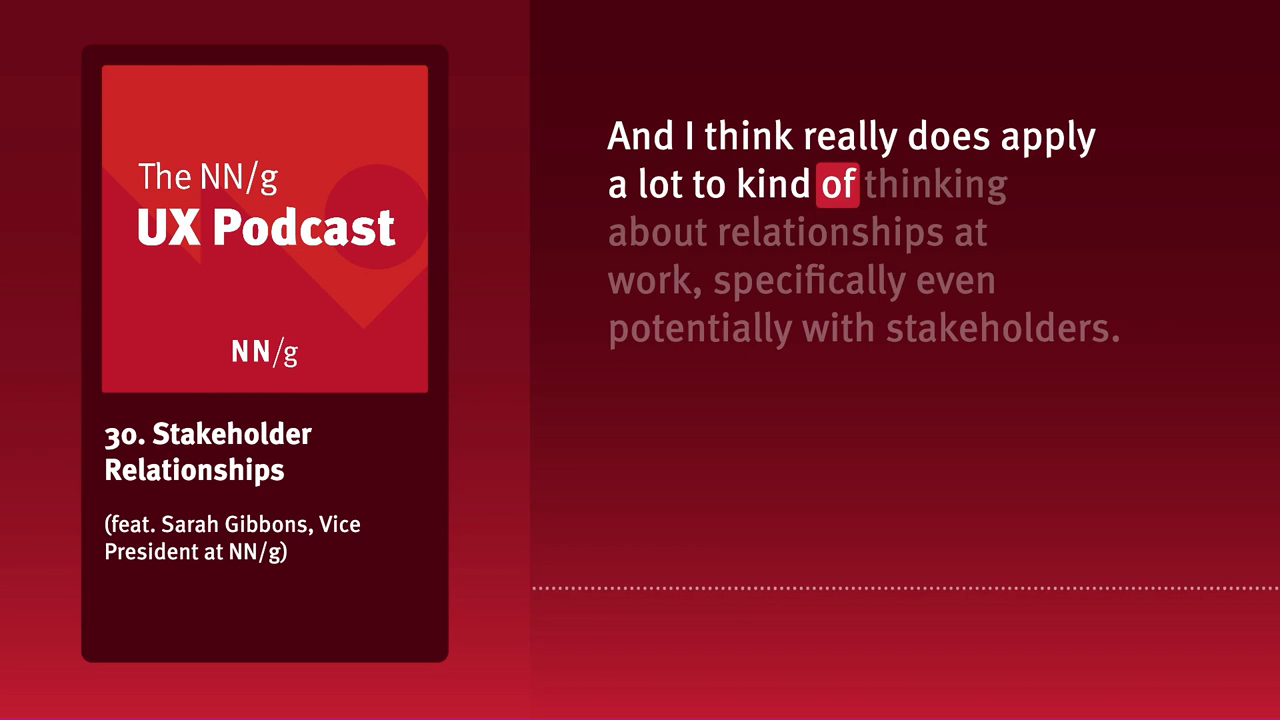 The NN/g
UX Podcast
NN/g
30. Stakeholder
Relationships
(feat. Sarah Gibbons, Vice
President at NN/g)
And I think really does apply
a lot to kind of thinking
about relationships at
work, specifically even
potentially with stakeholders.